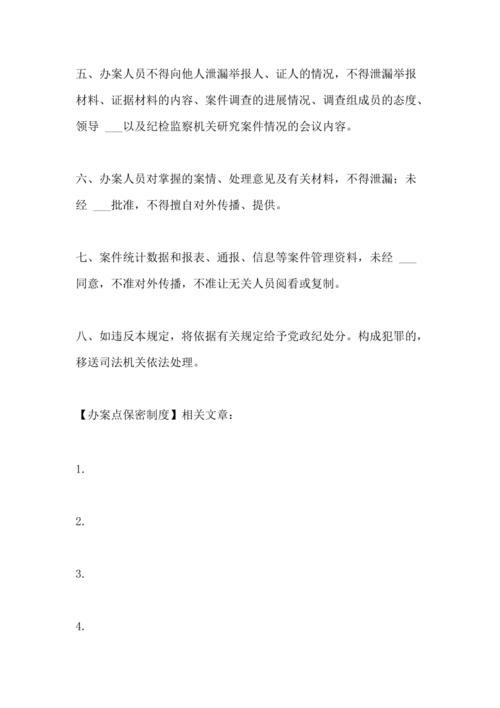 五、办案人员不得向他人泄漏举报人、证人的情况，不得泄漏举报
材料、证据材料的内容、案件调查的进展情况、调查组成员的态度、
领导 ___以及纪检监察机关研究案件情况的会议内容。
六、办案人员对掌握的案情、处理意见及有关材料，不得泄漏；未
经 ___批准，不得擅自对外传播、提供。
七、案件统计数据和报表、通报、信息等案件管理资料，未经 ___
同意，不准对外传播，不准让无关人员阅看或复制。
八、如违反本规定，将依据有关规定给予党政纪处分。构成犯罪的，
移送司法机关依法处理。
【办案点保密制度】相关文章：
1.
2.
3.
4.